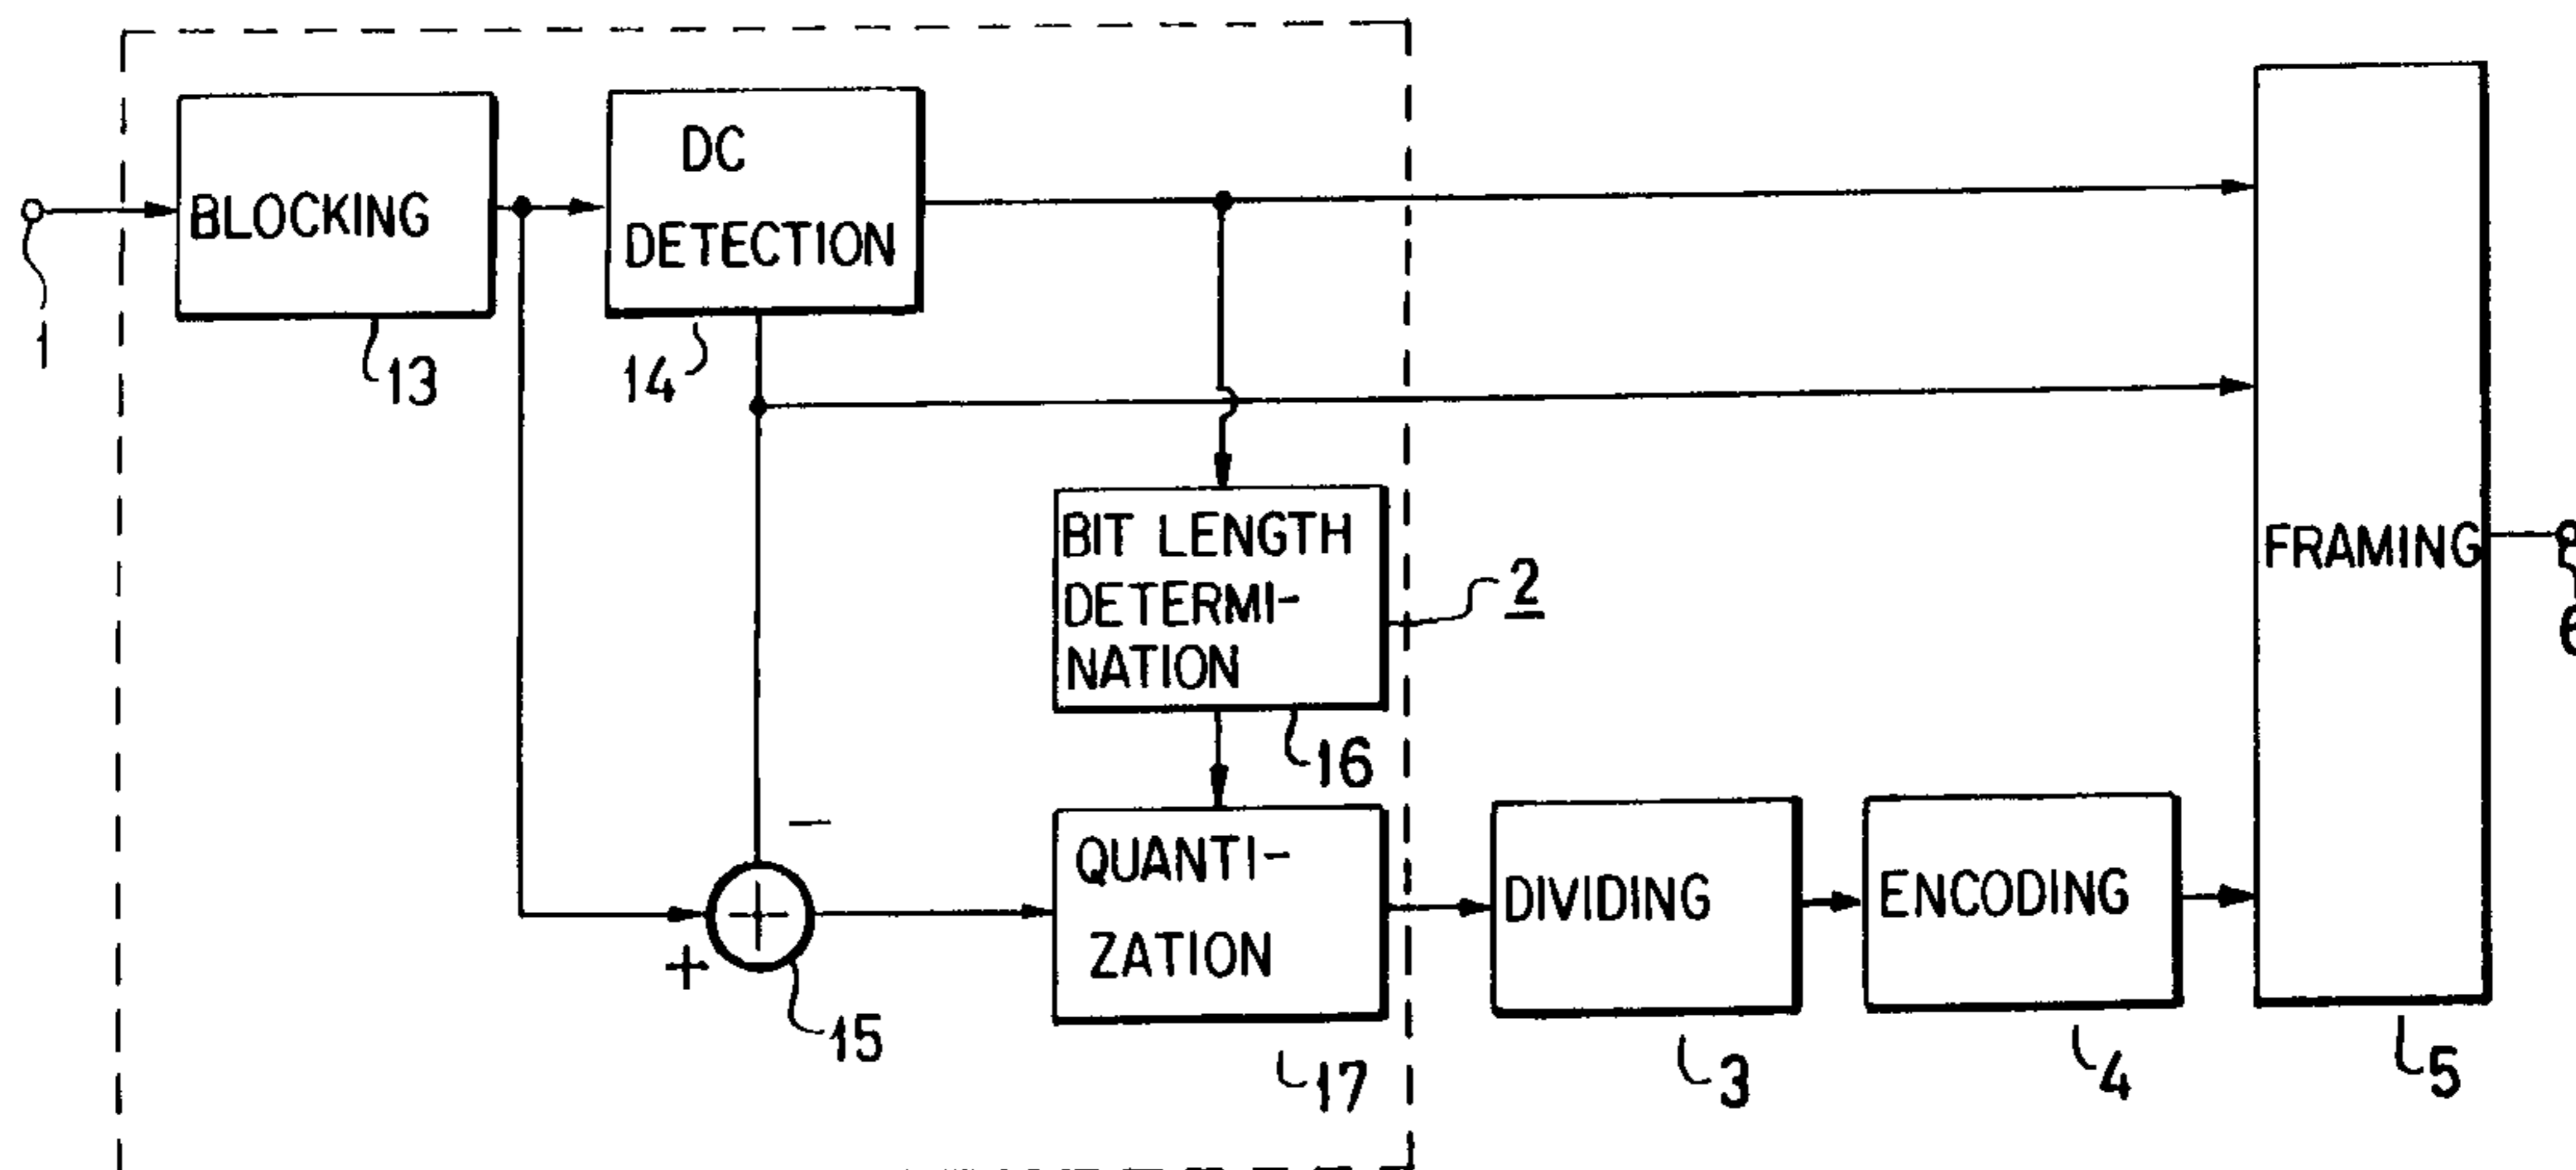 BLOCKING
DC
DETECTION
1
13
14
BIT LENGTH
DETERMI-
NATION
2
FRAMING
6
16
-
+
15
QUANTI-
ZATION
17
DIVIDING
3
ENCODING
4
5